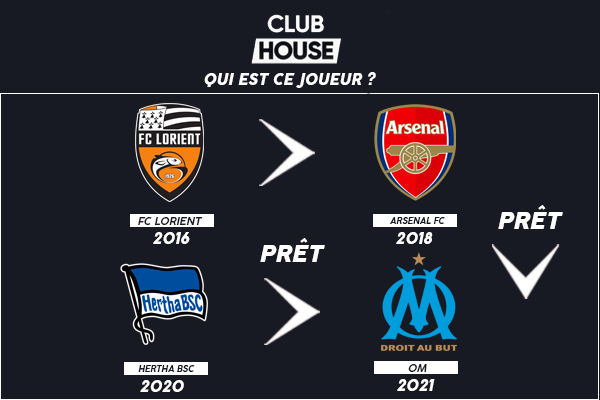 CLUB
HOUSE
QUI EST CE JOUEUR ?
FC LORIENT
1926
Arsenal
FC LORIENT
2016
ARSENAL FC
2018
PRÊT
PRÊT
HerthaBSC
DROIT AU BUT
HERTHA BSC
2020
OM
2021